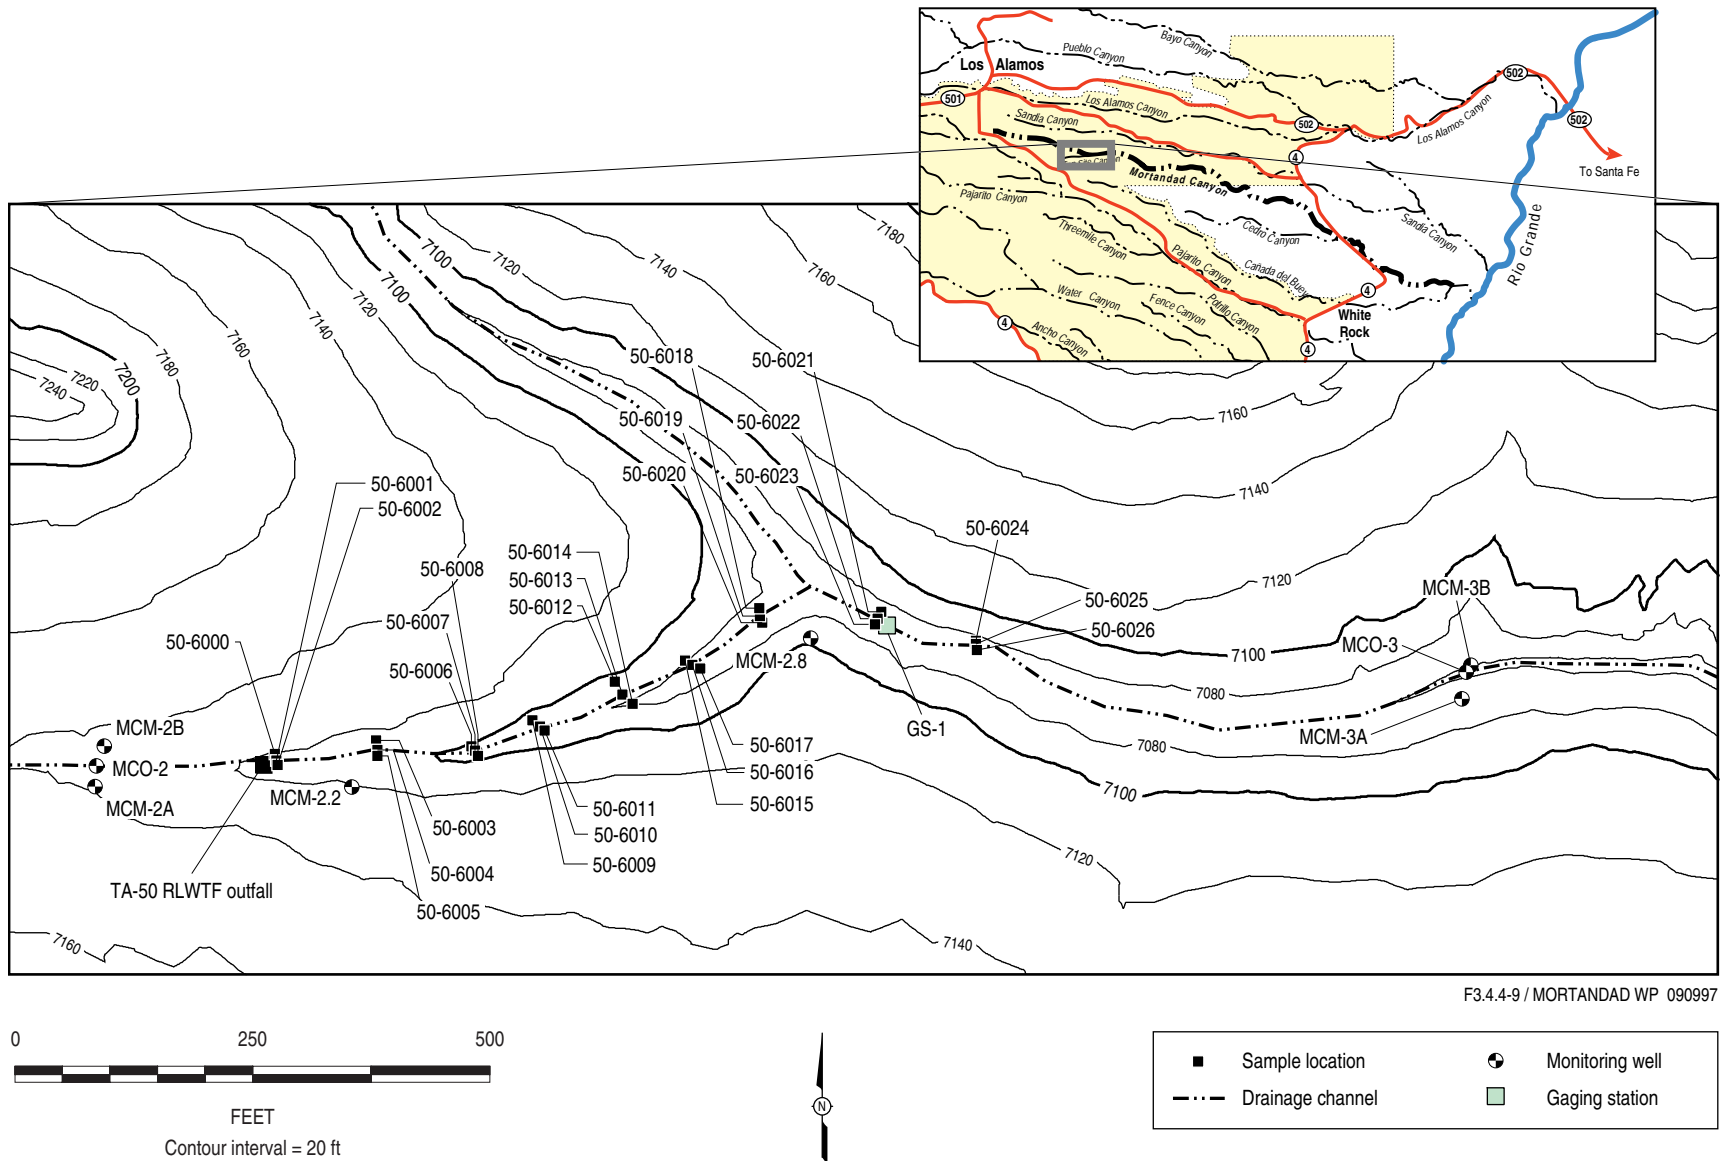 Bayo Canyon
Pueblo Canyon
Los Alamos
502
501
Los Alamos Canyon
Sandia Canyon
502
Los Alamos Canyon
502
4
To Santa Fe
Mortandad Canyon
Pajarito Canyon
Sandia Canyon
Threemile Canyon
Cedro Canyon
Rio Grande
Pajarito Canyon
Cañada del Buey
Water Canyon
Fence Canyon
Potrillo Canyon
4
White
Rock
4
Ancho Canyon
4
7180
7100
7120
7140
7160
7100
7120
7140
7160
7180
7200
7220
7240
7160
7140
7120
50-6018
50-6021
50-6019
50-6022
50-6020
50-6023
50-6001
50-6002
50-6024
50-6014
50-6008
50-6013
50-6012
50-6007
50-6000
50-6006
50-6025
50-6026
MCM-3B
MCO-3
MCM-2.8
7100
7080
GS-1
MCM-3A
7080
MCM-2B
MCO-2
MCM-2A
MCM-2.2
50-6017
50-6016
50-6015
7100
50-6011
50-6003
50-6010
50-6009
50-6004
7120
TA-50 RLWTF outfall
50-6005
7160
7140
F3.4.4-9 / MORTANDAD WP 090997
0 250 500
FEET
Contour interval = 20 ft
N
Sample location
Monitoring well
Drainage channel
Gaging station